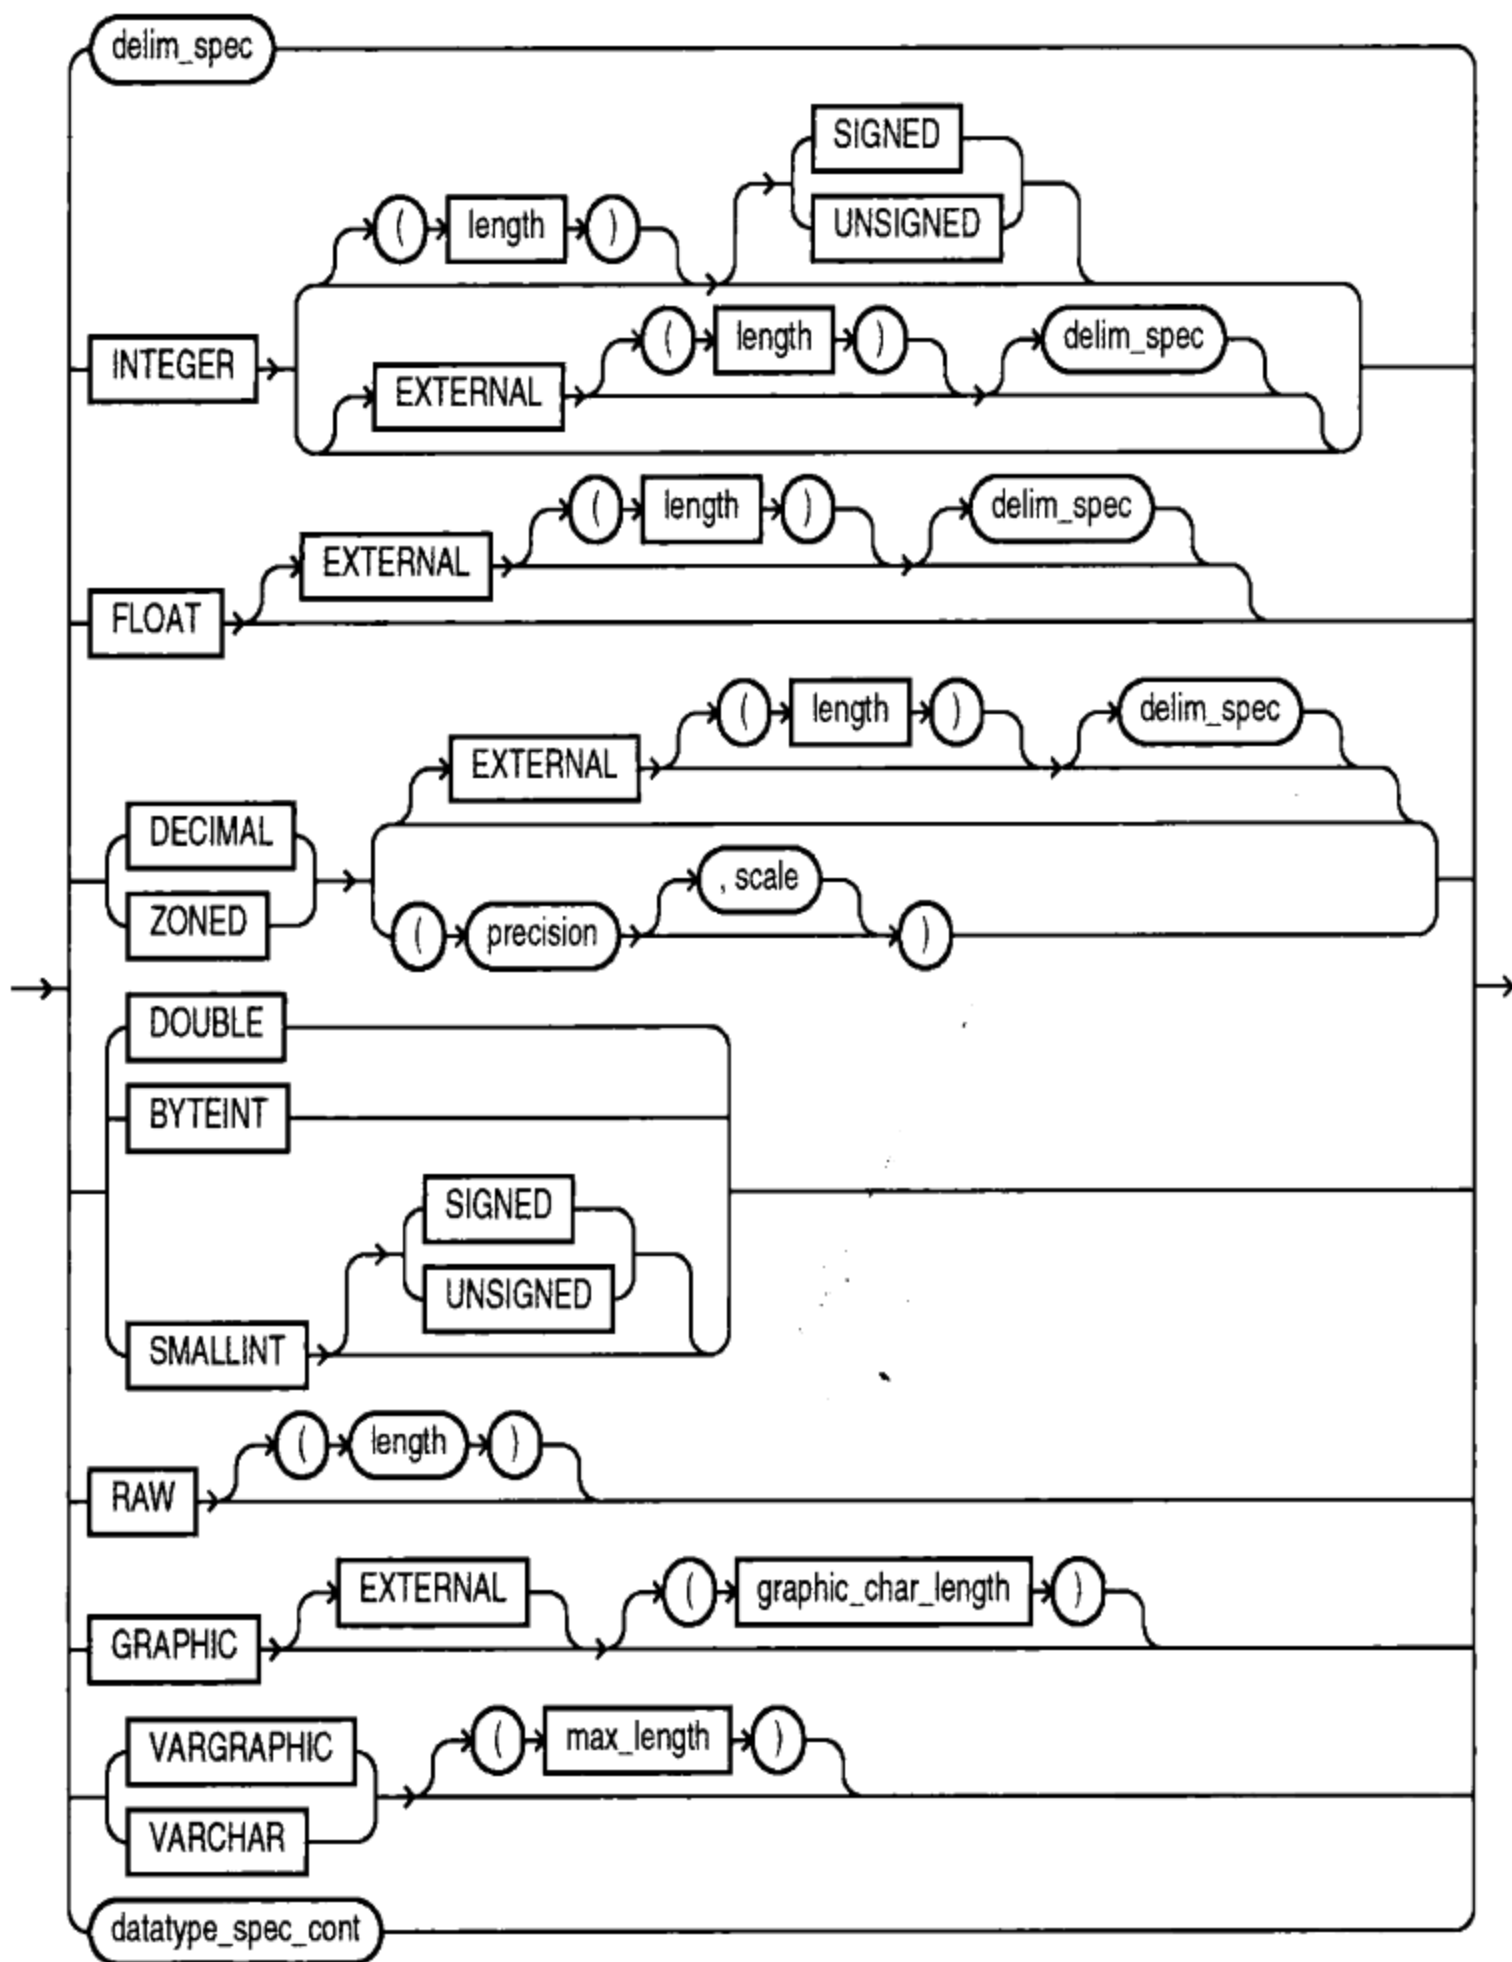 delim_spec
SIGNED
UNSIGNED
( length )
INTEGER
( length ) delim_spec
EXTERNAL
( length ) delim_spec
EXTERNAL
FLOAT
( length ) delim_spec
EXTERNAL
DECIMAL
, scale
ZONED
( precision )
DOUBLE
BYTEINT
SIGNED
UNSIGNED
SMALLINT
( length )
RAW
EXTERNAL ( graphic_char_length )
GRAPHIC
VARGRAPHIC ( max_length )
VARCHAR
datatype_spec_cont